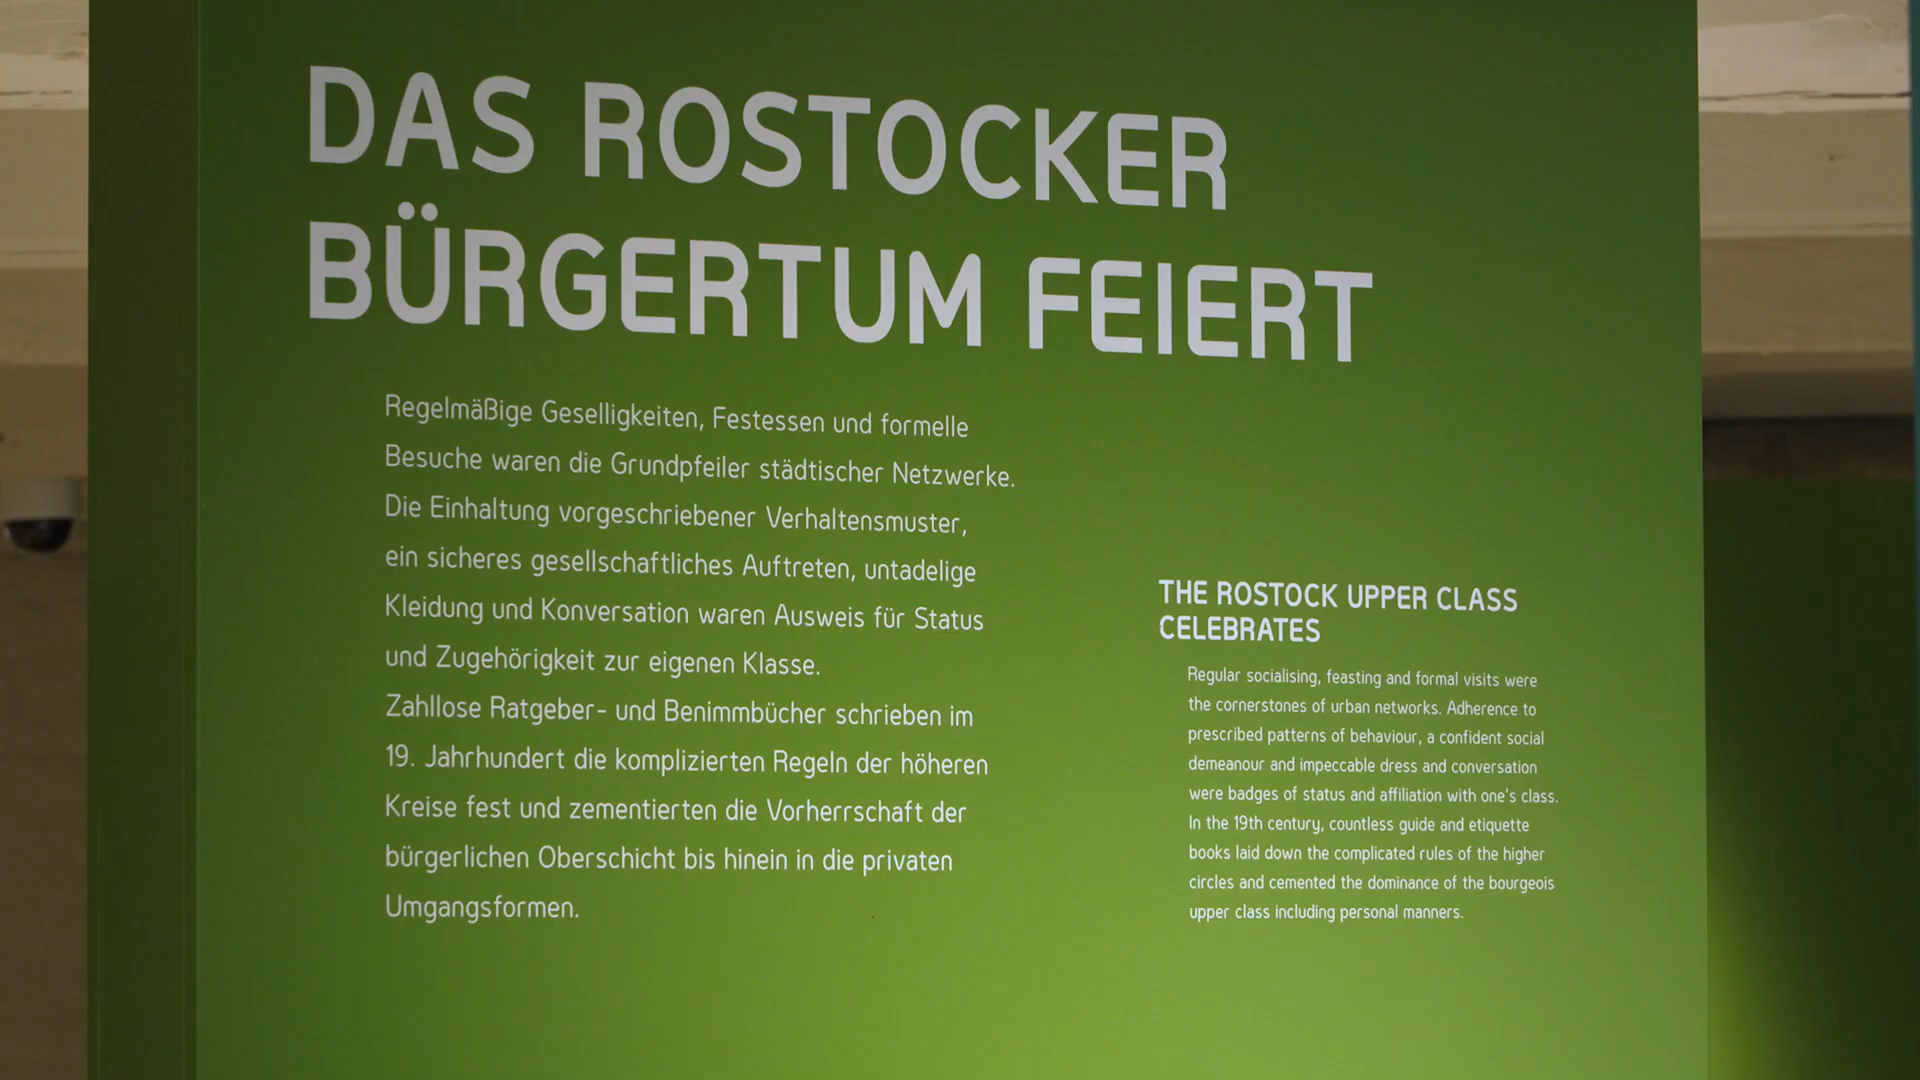 DAS ROSTOCKER
BÜRGERTUM FEIERT
Regelmäßige Geselligkeiten, Festessen und formelle
Besuche waren die Grundpfeiler städtischer Netzwerke.
Die Einhaltung vorgeschriebener Verhaltensmuster,
ein sicheres gesellschaftliches Auftreten, untadelige
Kleidung und Konversation waren Ausweis für Status
und Zugehörigkeit zur eigenen Klasse.
Zahllose Ratgeber- und Benimmbücher schrieben im
19. Jahrhundert die komplizierten Regeln der höheren
Kreise fest und zementierten die Vorherrschaft der
bürgerlichen Oberschicht bis hinein in die privaten
Umgangsformen.
THE ROSTOCK UPPER CLASS
CELEBRATES
Regular socialising, feasting and formal visits were
the cornerstones of urban networks. Adherence to
prescribed patterns of behaviour, a confident social
demeanour and impeccable dress and conversation
were badges of status and affiliation with one's class.
In the 19th century, countless guide and etiquette
books laid down the complicated rules of the higher
circles and cemented the dominance of the bourgeois
upper class including personal manners.